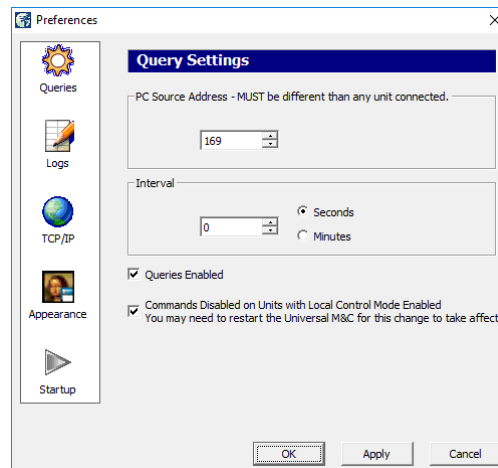 Preferences
Queries
Logs
TCP/IP
Appearance
Startup
Query Settings
PC Source Address - MUST be different than any unit connected.
169
Interval
0
Seconds
Minutes
Queries Enabled
Commands Disabled on Units with Local Control Mode Enabled
You may need to restart the Universal M&C for this change to take affect
OK
Apply
Cancel